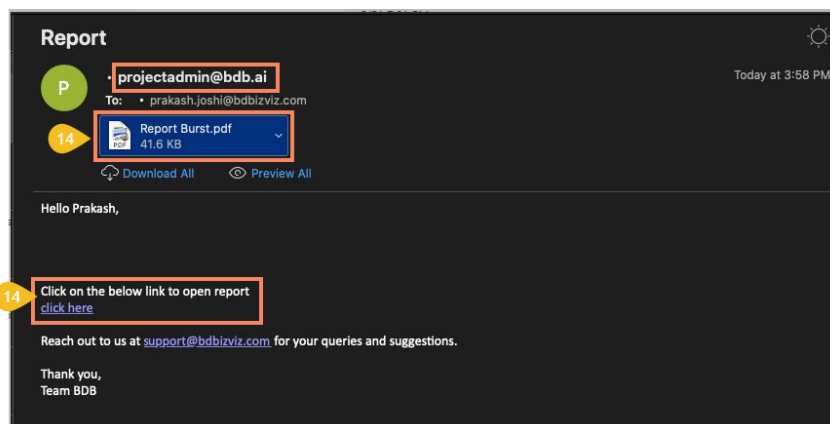 Report
P
• projectadmin@bdb.ai
Today at 3:58 PM
To: • prakash.joshi@bdbizviz.com
14
PDF
Report Burst.pdf
41.6 KB
Download All Preview All
Hello Prakash,
14
Click on the below link to open report
click here
Reach out to us at support@bdbizviz.com for your queries and suggestions.
Thank you,
Team BDB